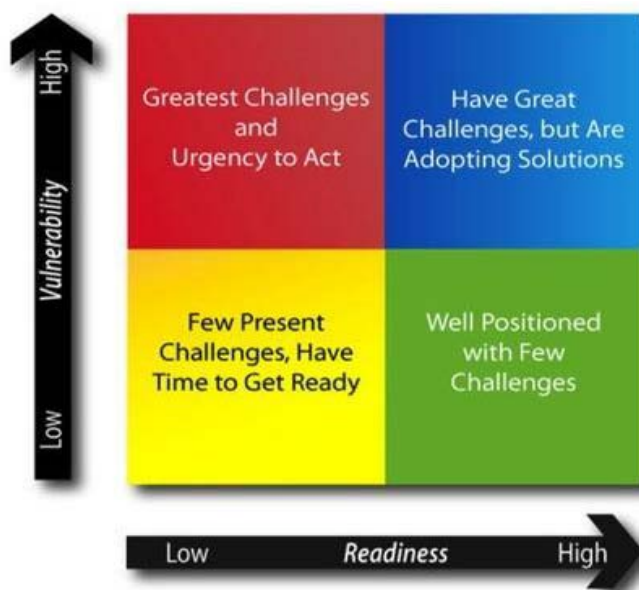 High
Vulnerability
Low
Greatest Challenges
and
Urgency to Act
Have Great
Challenges, but Are
Adopting Solutions
Few Present
Challenges, Have
Time to Get Ready
Well Positioned
with Few
Challenges
Low Readiness High